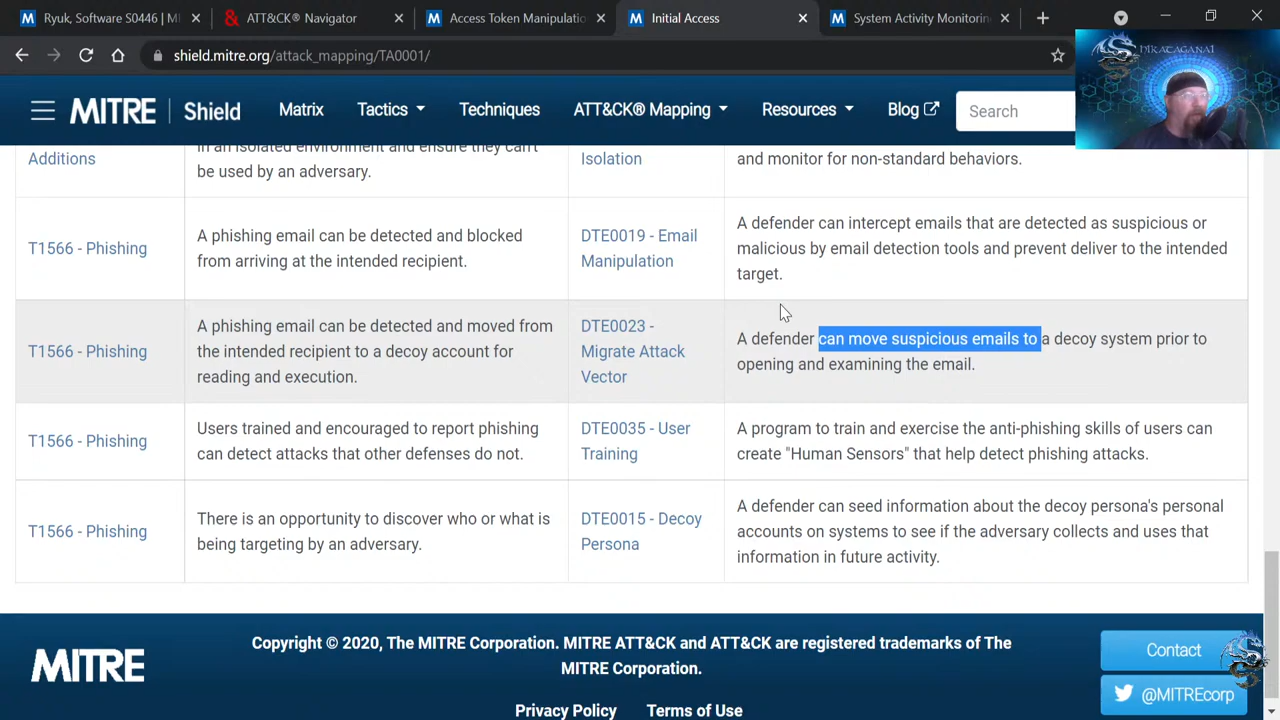 Ryuk, Software S0446 | MI
ATT&CK® Navigator
Access Token Manipulatio
Initial Access
System Activity Monitorin
shield.mitre.org/attack_mapping/TA0001/
HIKATAGANAI
MITRE | Shield
Matrix
Tactics
Techniques
ATT&CK® Mapping
Resources
Blog
Search
Additions
in an isolated environment and ensure they can't
be used by an adversary.
Isolation
and monitor for non-standard behaviors.
T1566 - Phishing
A phishing email can be detected and blocked
from arriving at the intended recipient.
DTE0019 - Email
Manipulation
A defender can intercept emails that are detected as suspicious or
malicious by email detection tools and prevent deliver to the intended
target.
T1566 - Phishing
A phishing email can be detected and moved from
the intended recipient to a decoy account for
reading and execution.
DTE0023 -
Migrate Attack
Vector
A defender can move suspicious emails to a decoy system prior to
opening and examining the email.
T1566 - Phishing
Users trained and encouraged to report phishing
can detect attacks that other defenses do not.
DTE0035 - User
Training
A program to train and exercise the anti-phishing skills of users can
create "Human Sensors" that help detect phishing attacks.
T1566 - Phishing
There is an opportunity to discover who or what is
being targeting by an adversary.
DTE0015 - Decoy
Persona
A defender can seed information about the decoy persona's personal
accounts on systems to see if the adversary collects and uses that
information in future activity.
MITRE
Copyright © 2020, The MITRE Corporation. MITRE ATT&CK and ATT&CK are registered trademarks of The
MITRE Corporation.
Privacy Policy
Terms of Use
Contact
@MITREcorp